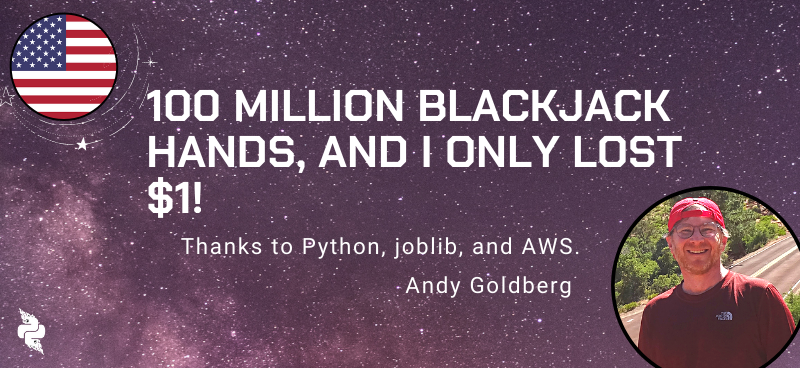 100 MILLION BLACKJACK
HANDS, AND I ONLY LOST
$1!
Thanks to Python, joblib, and AWS.
Andy Goldberg